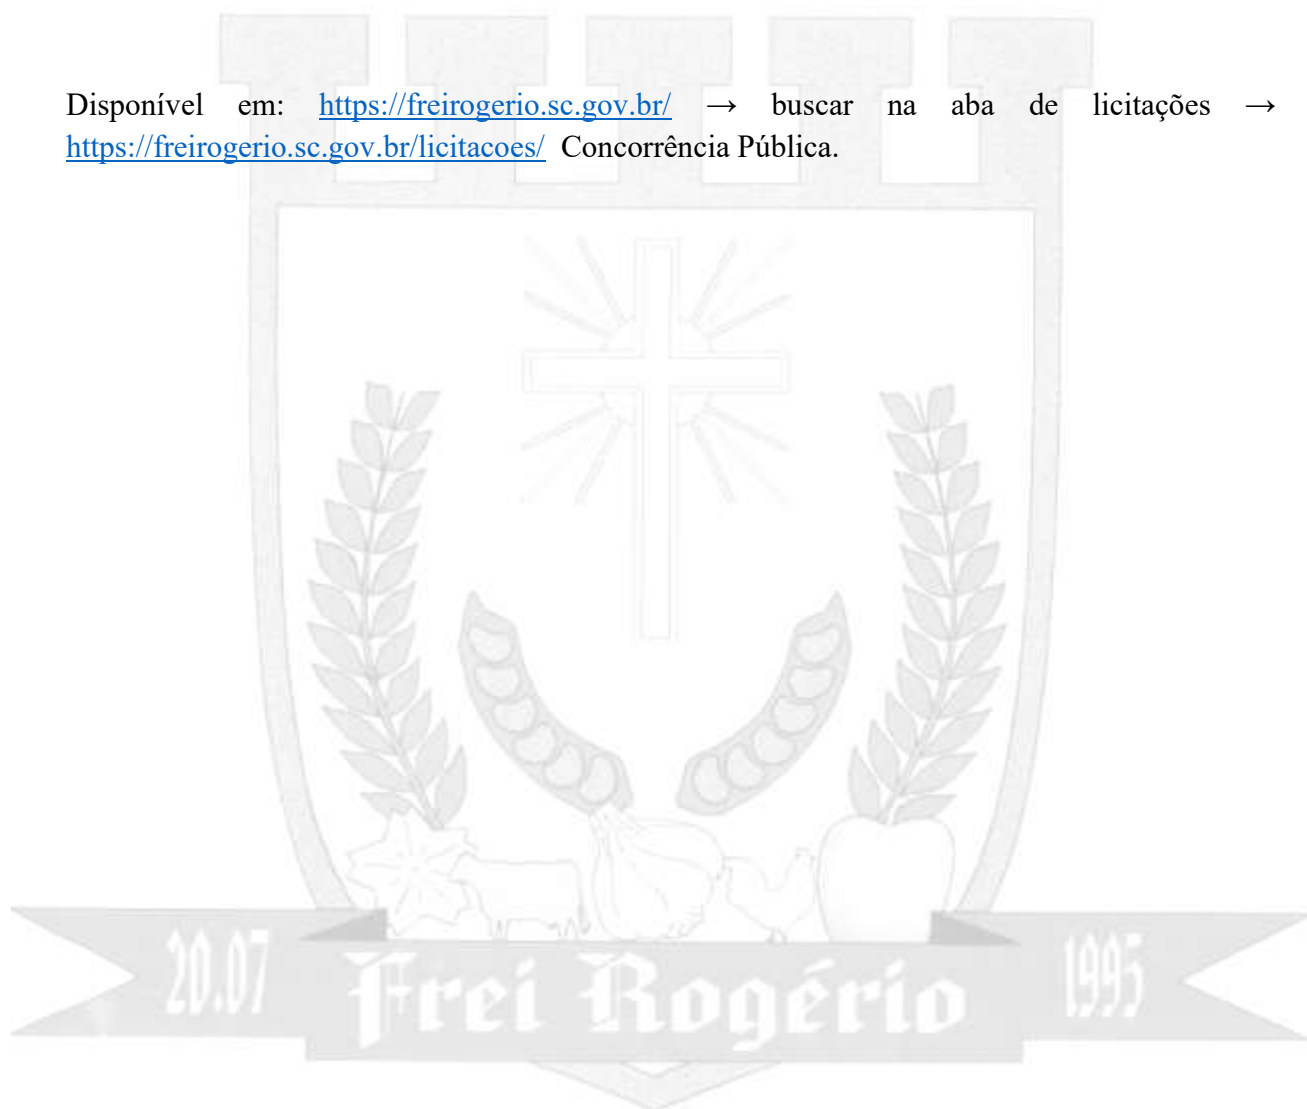 Disponível em: https://freirogerio.sc.gov.br/ → buscar na aba de licitações →
https://freirogerio.sc.gov.br/licitacoes/ Concorrência Pública.
20.07 Frei Rogério 1995